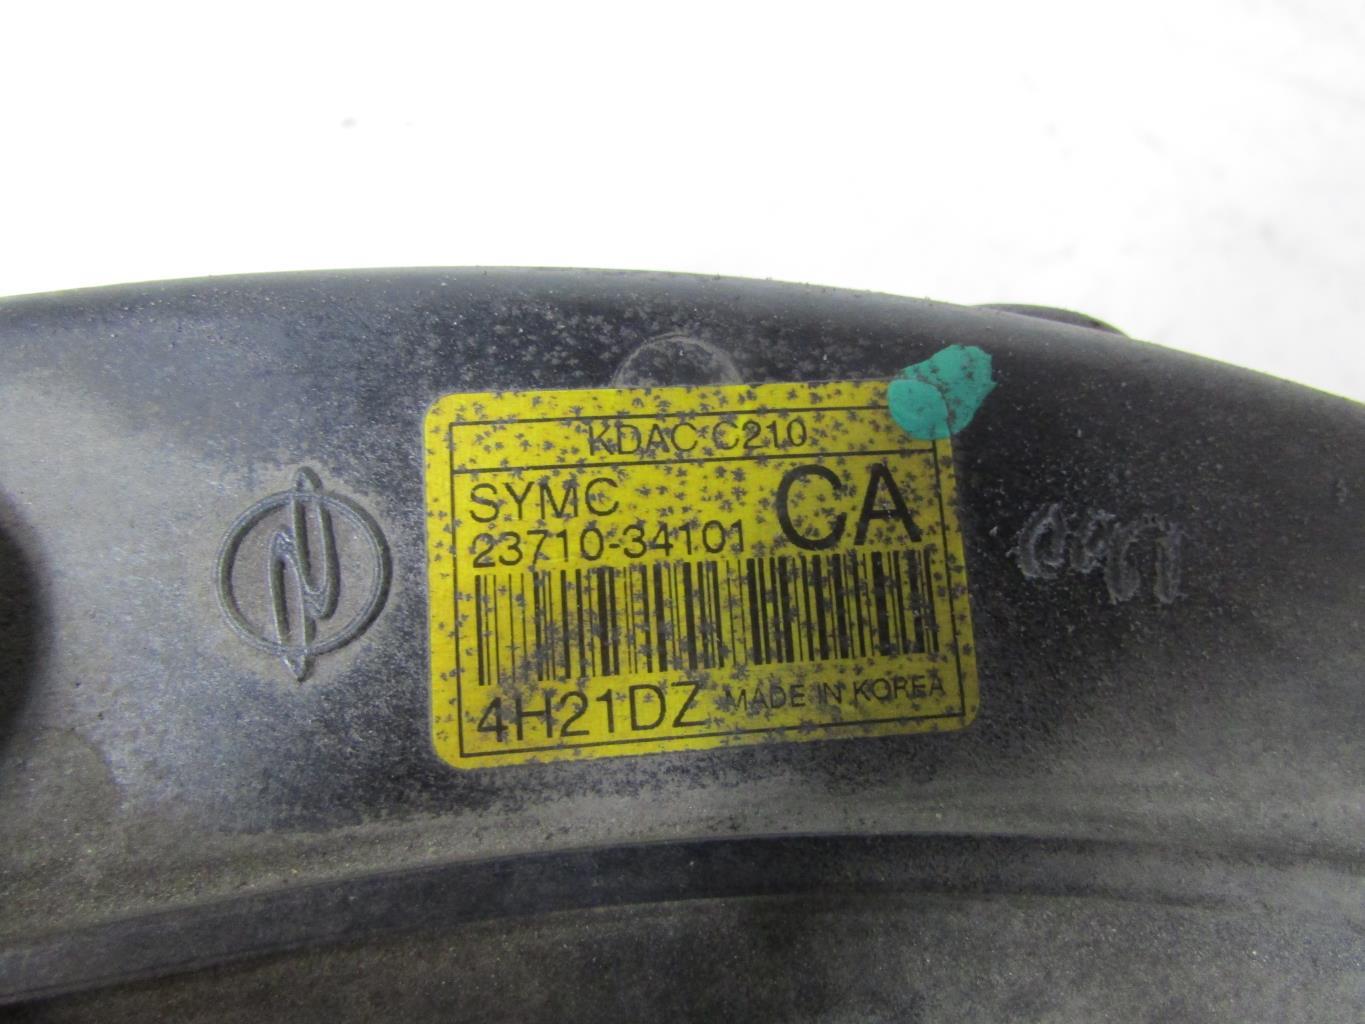 KDAC C210
SYMC
CA
23710-34101
4H21DZ MADE IN KOREA